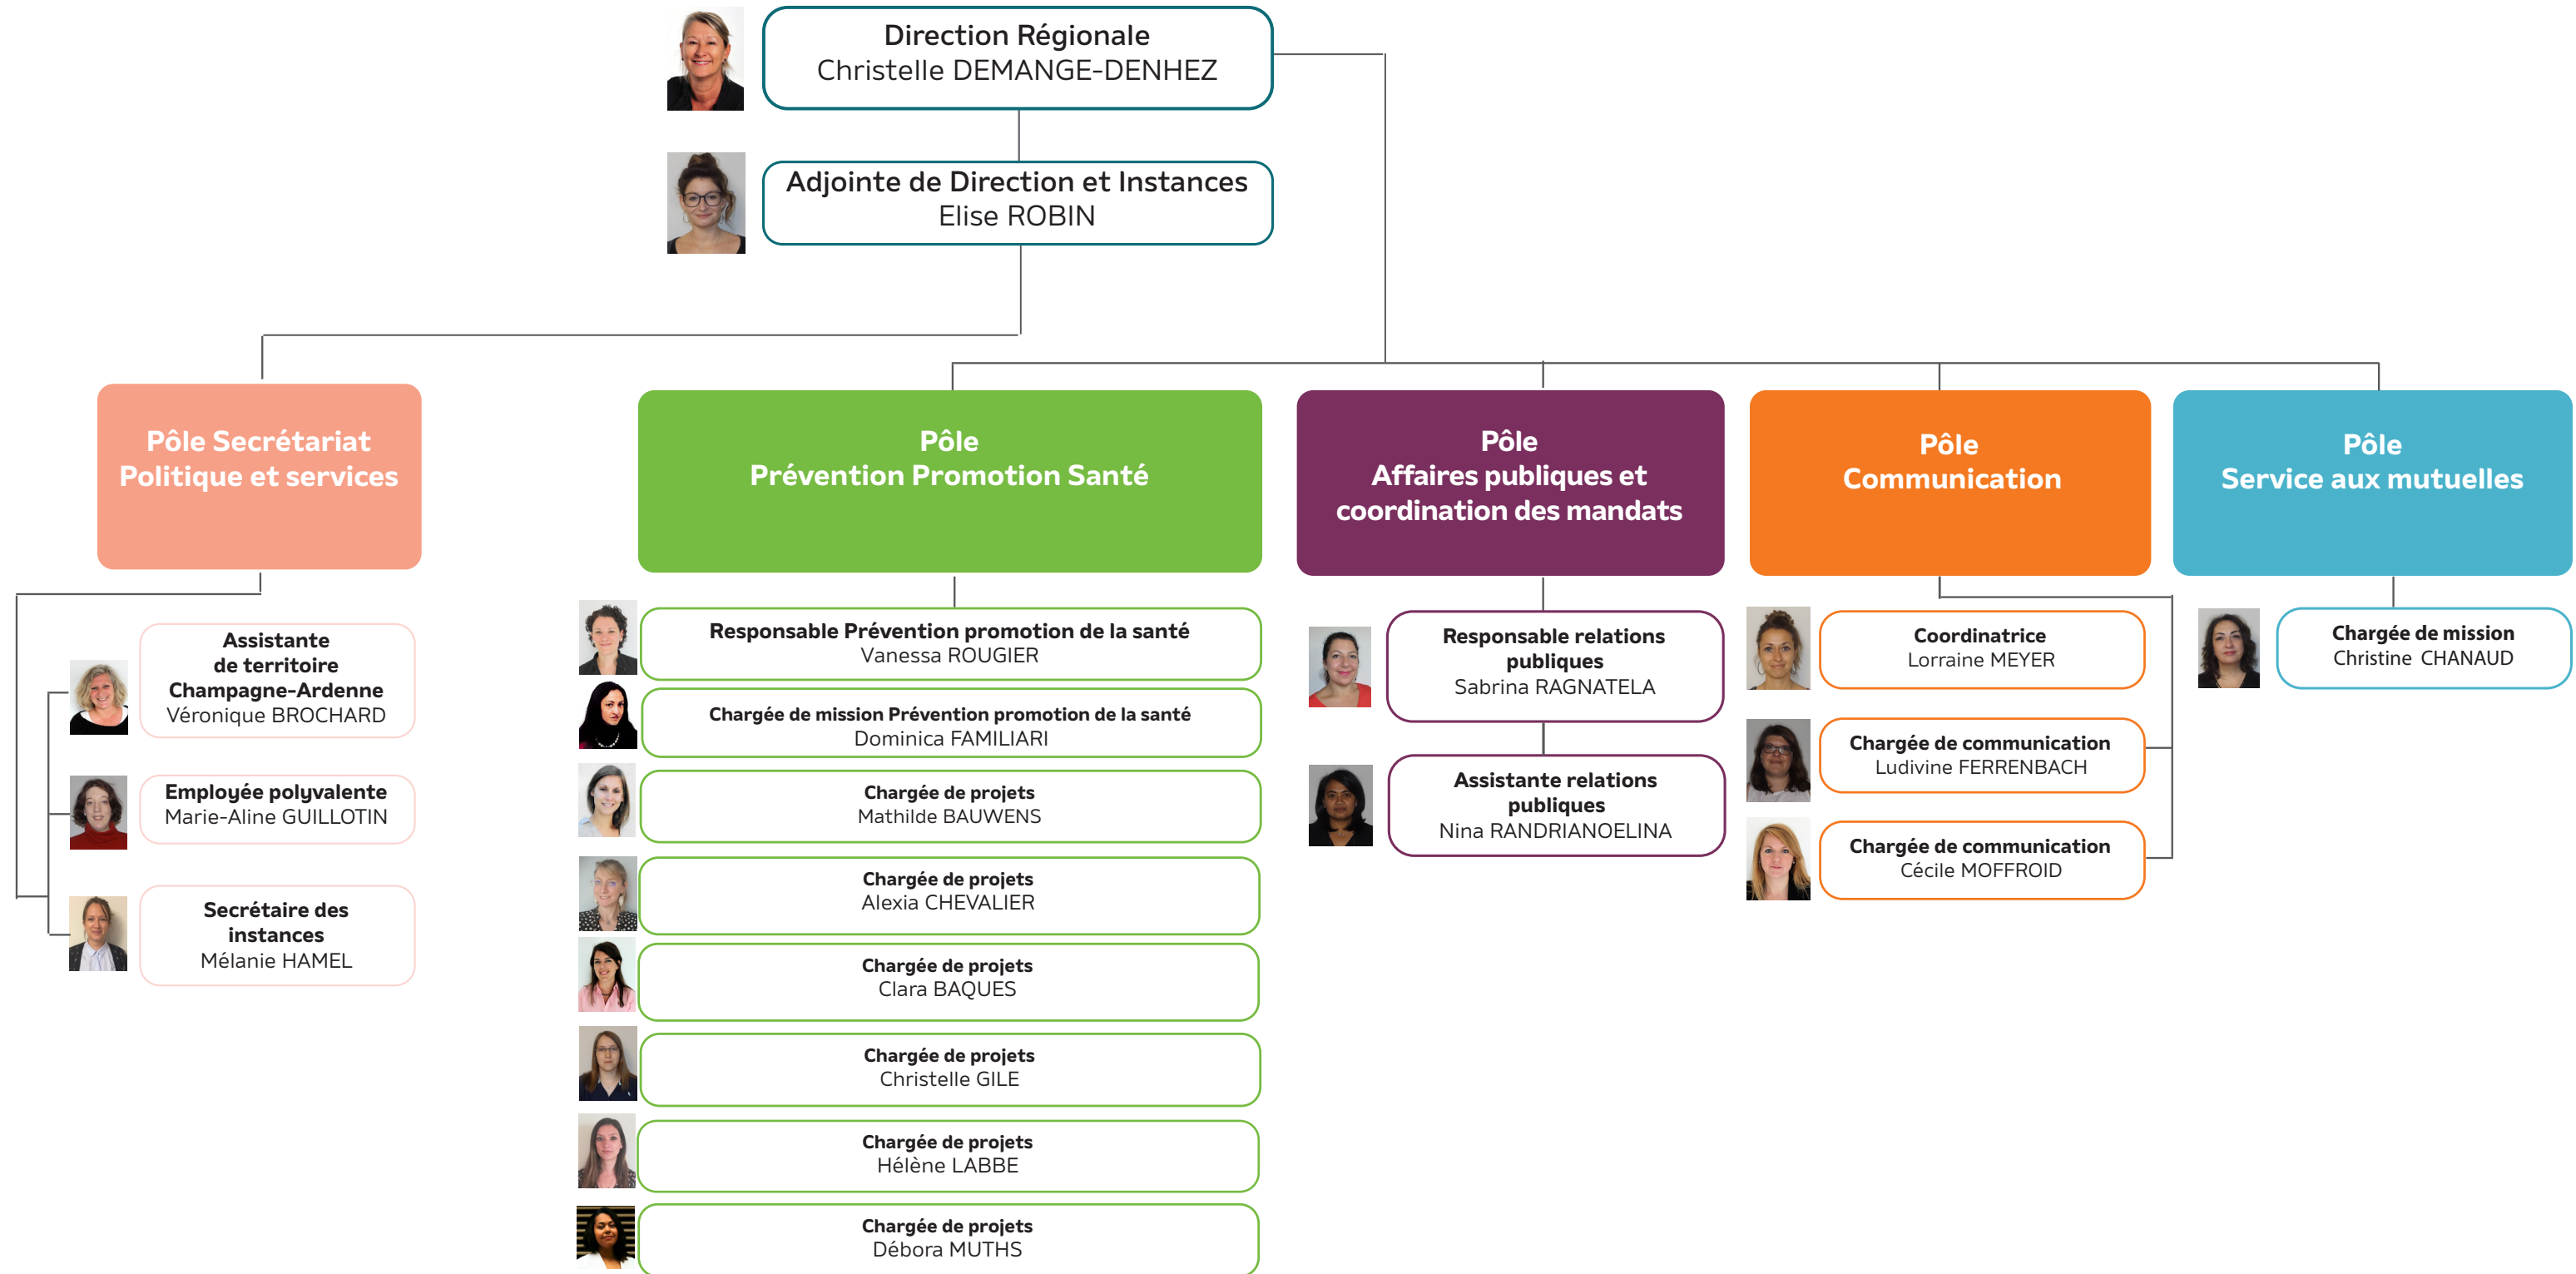 Direction Régionale
Christelle DEMANGE-DENHEZ
Adjointe de Direction et Instances
Elise ROBIN
Pôle Secrétariat
Politique et services
Assistante
de territoire
Champagne-Ardenne
Véronique BROCHARD
Employée polyvalente
Marie-Aline GUILLOTIN
Secrétaire des
instances
Mélanie HAMEL
Pôle
Prévention Promotion Santé
Responsable Prévention promotion de la santé
Vanessa ROUGIER
Chargée de mission Prévention promotion de la santé
Dominica FAMILIARI
Chargée de projets
Mathilde BAUWENS
Chargée de projets
Alexia CHEVALIER
Chargée de projets
Clara BAQUES
Chargée de projets
Christelle GILE
Chargée de projets
Hélène LABBE
Chargée de projets
Débora MUTHS
Pôle
Affaires publiques et
coordination des mandats
Responsable relations
publiques
Sabrina RAGNATELA
Assistante relations
publiques
Nina RANDRIANOELINA
Pôle
Communication
Coordinatrice
Lorraine MEYER
Chargée de communication
Ludivine FERRENBACH
Chargée de communication
Cécile MOFFROID
Pôle
Service aux mutuelles
Chargée de mission
Christine CHANAUD